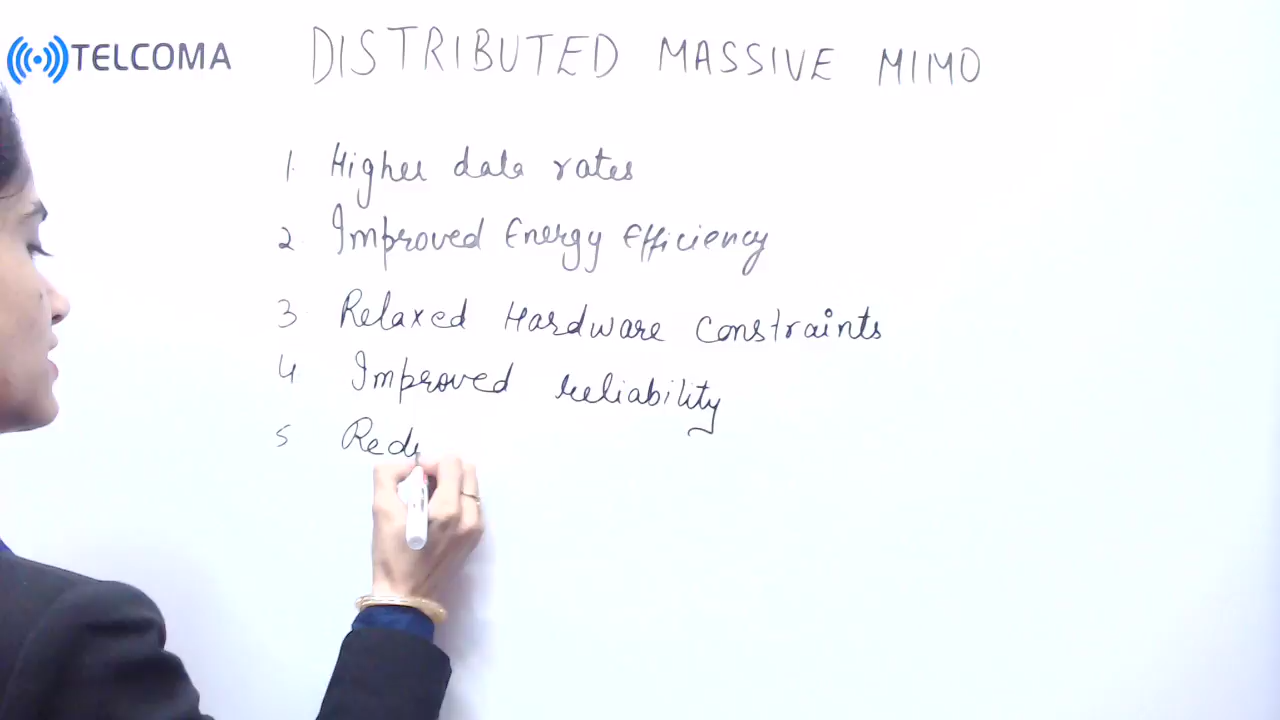 TELCOMA
DISTRIBUTED MASSIVE MIMO
1. Higher data rates
2. Improved Energy Efficiency
3. Relaxed Hardware constraints
4 Improved reliability
5 Redu